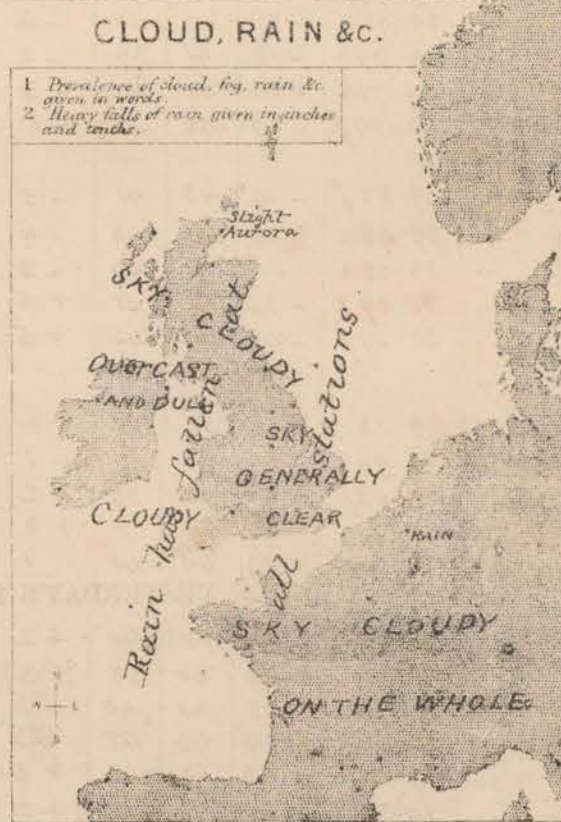 CLOUD, RAIN &c.
1 Prevalence of cloud, fog, rain &c.
given in words.
2 Heavy falls of rain given in inches
and tenths.
Slight
Aurora
SKY
CLOUDY
OVERCAST
AND DULL
Rain has fallen at
all stations
SKY
GENERALLY
CLEAR
CLOUDY
RAIN
SKY CLOUDY
ON THE WHOLE